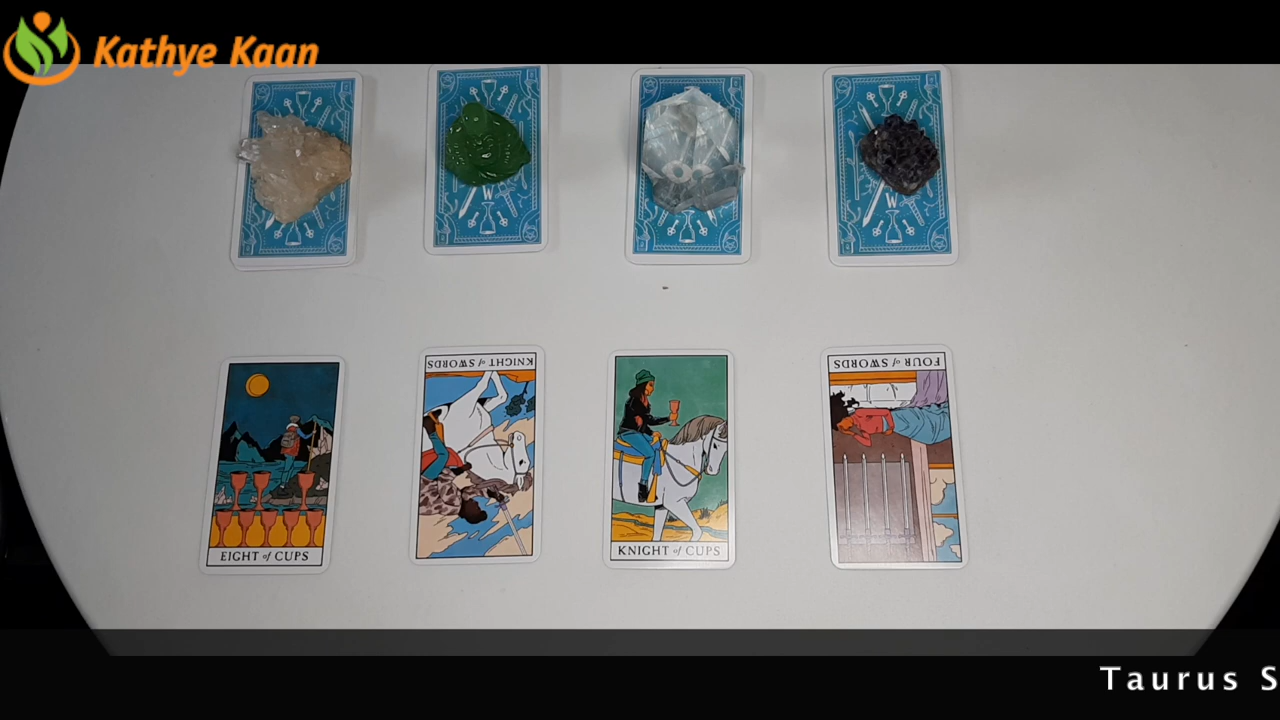 Kathye Kaan
EIGHT of CUPS
KNIGHT of SWORDS
KNIGHT of CUPS
FOUR of SWORDS
Taurus S